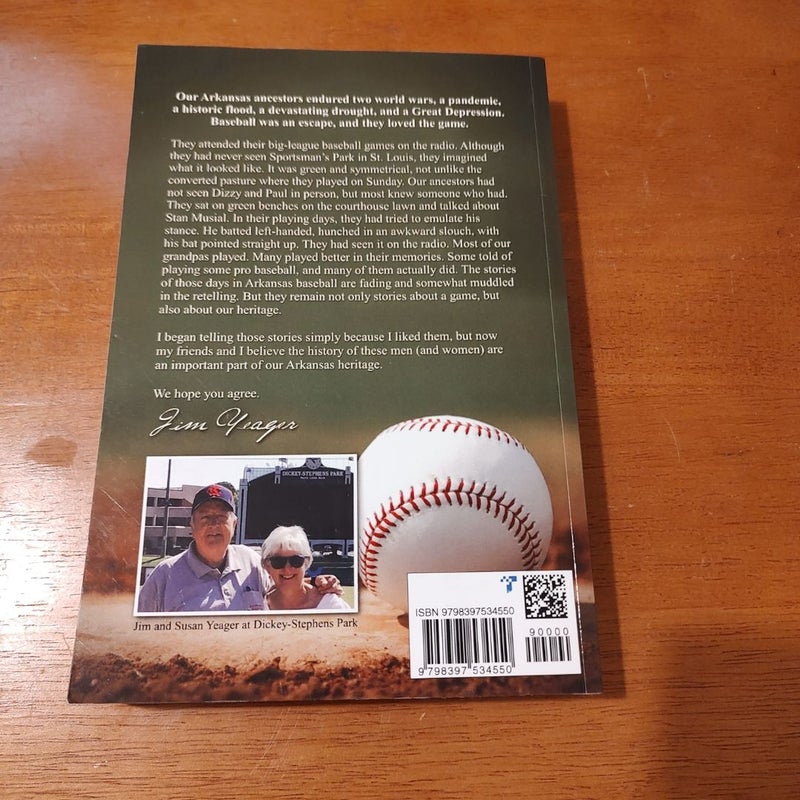 Our Arkansas ancestors endured two world wars, a pandemic,
a historic flood, a devastating drought, and a Great Depression.
Baseball was an escape, and they loved the game.
They attended their big-league baseball games on the radio. Although
they had never seen Sportsman's Park in St. Louis, they imagined
what it looked like. It was green and symmetrical, not unlike the
converted pasture where they played on Sunday. Our ancestors had
not seen Dizzy and Paul in person, but most knew someone who had.
They sat on green benches on the courthouse lawn and talked about
Stan Musial. In their playing days, they had tried to emulate his
stance. He batted left-handed, hunched in an awkward slouch, with
his bat pointed straight up. They had seen it on the radio. Most of our
grandpas played. Many played better in their memories. Some told of
playing some pro baseball, and many of them actually did. The stories
of those days in Arkansas baseball are fading and somewhat muddled
in the retelling. But they remain not only stories about a game, but
also about our heritage.
I began telling those stories simply because I liked them, but now
my friends and I believe the history of these men (and women) are
an important part of our Arkansas heritage.
We hope you agree.
Jim Yeager
DICKEY-STEPHENS PARK
Jim and Susan Yeager at Dickey-Stephens Park
ISBN 9798397534550
90000
9 798397 534550